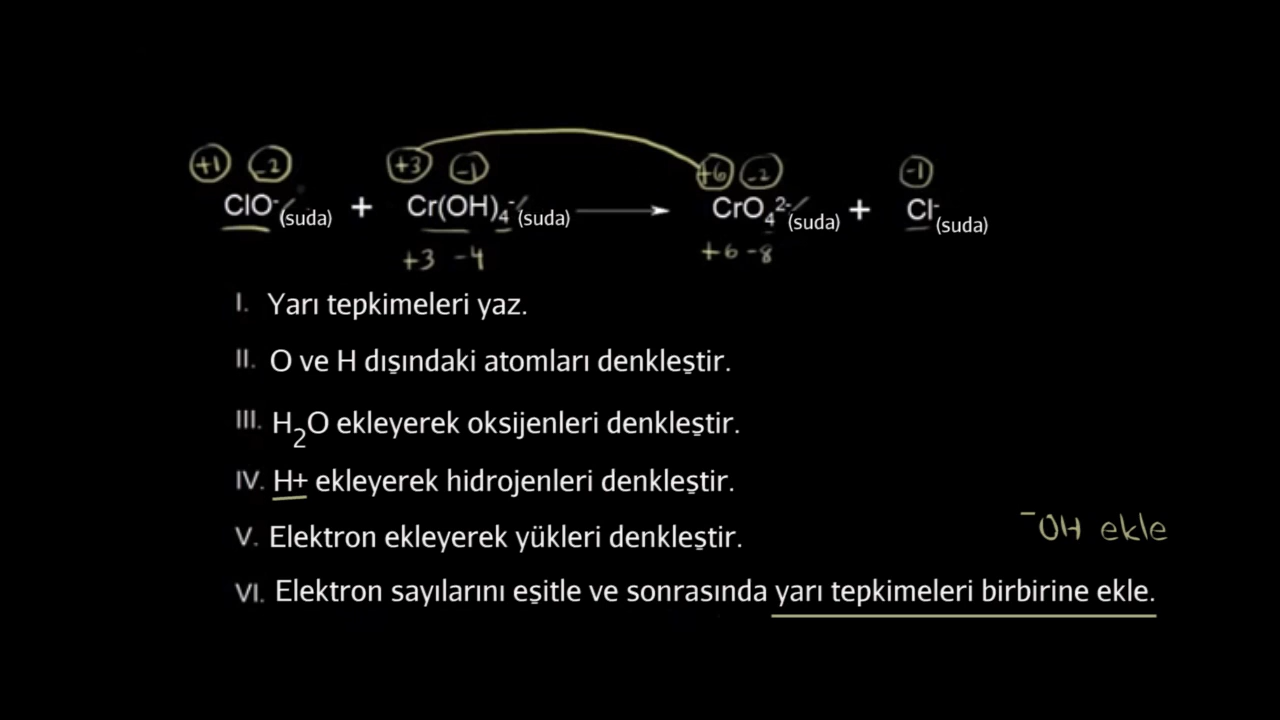 +1 -2 +3 -1 +6 -2 -1
ClO⁻(suda) + Cr(OH)₄⁻(suda) → CrO₄²⁻(suda) + Cl⁻(suda)
+3 -4 +6 -8
I. Yarı tepkimeleri yaz.
II. O ve H dışındaki atomları denkleştir.
III. H₂O ekleyerek oksijenleri denkleştir.
IV. H+ ekleyerek hidrojenleri denkleştir.
⁻OH ekle
V. Elektron ekleyerek yükleri denkleştir.
VI. Elektron sayılarını eşitle ve sonrasında yarı tepkimeleri birbirine ekle.